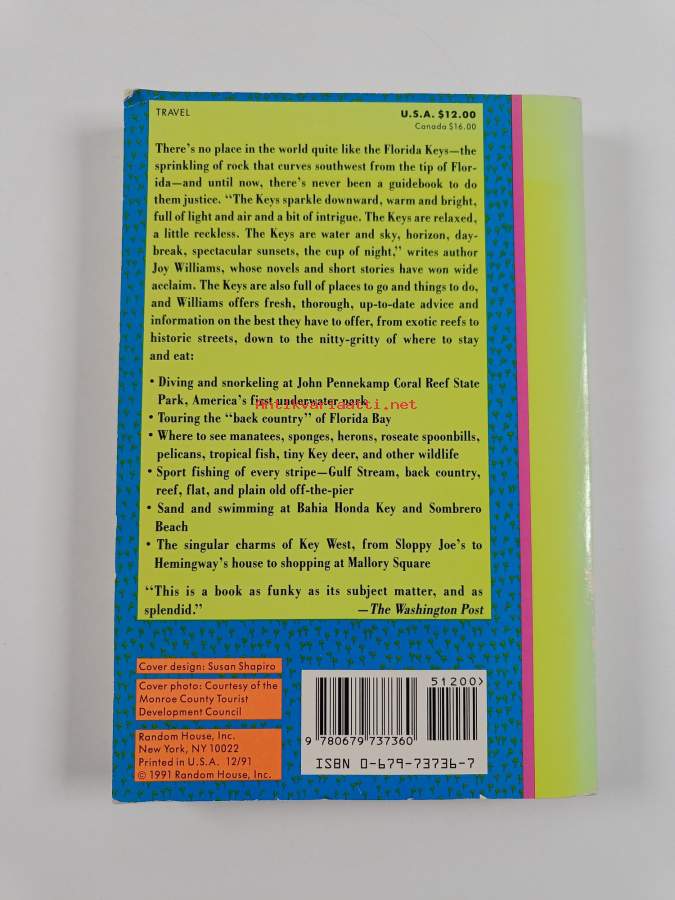 TRAVEL
U.S.A. $12.00
Canada $16.00
There's no place in the world quite like the Florida Keys—the
sprinkling of rock that curves southwest from the tip of Flor-
ida—and until now, there's never been a guidebook to do
them justice. "The Keys sparkle downward, warm and bright,
full of light and air and a bit of intrigue. The Keys are relaxed,
a little reckless. The Keys are water and sky, horizon, day-
break, spectacular sunsets, the cup of night," writes author
Joy Williams, whose novels and short stories have won wide
acclaim. The Keys are also full of places to go and things to do,
and Williams offers fresh, thorough, up-to-date advice and
information on the best they have to offer, from exotic reefs to
historic streets, down to the nitty-gritty of where to stay
and eat:
• Diving and snorkeling at John Pennekamp Coral Reef State
Park, America's first underwater park
Antikvariaatti.net
• Touring the "back country" of Florida Bay
• Where to see manatees, sponges, herons, roseate spoonbills,
pelicans, tropical fish, tiny Key deer, and other wildlife
• Sport fishing of every stripe—Gulf Stream, back country,
reef, flat, and plain old off-the-pier
• Sand and swimming at Bahia Honda Key and Sombrero
Beach
• The singular charms of Key West, from Sloppy Joe's to
Hemingway's house to shopping at Mallory Square
"This is a book as funky as its subject matter, and as
splendid."
—The Washington Post
Cover design: Susan Shapiro
Cover photo: Courtesy of the
Monroe County Tourist
Development Council
Random House, Inc.
New York, NY 10022
Printed in U.S.A. 12/91
© 1991 Random House, Inc.
51200>
9 780679 737360
ISBN 0-679-73736-7